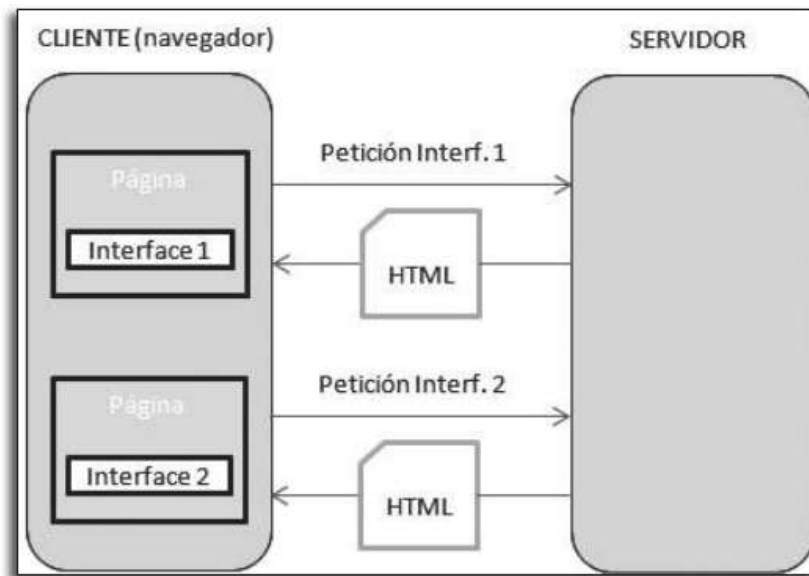 CLIENTE (navegador)
SERVIDOR
Petición Interf. 1
Página
Interface 1
HTML
Petición Interf. 2
Página
Interface 2
HTML